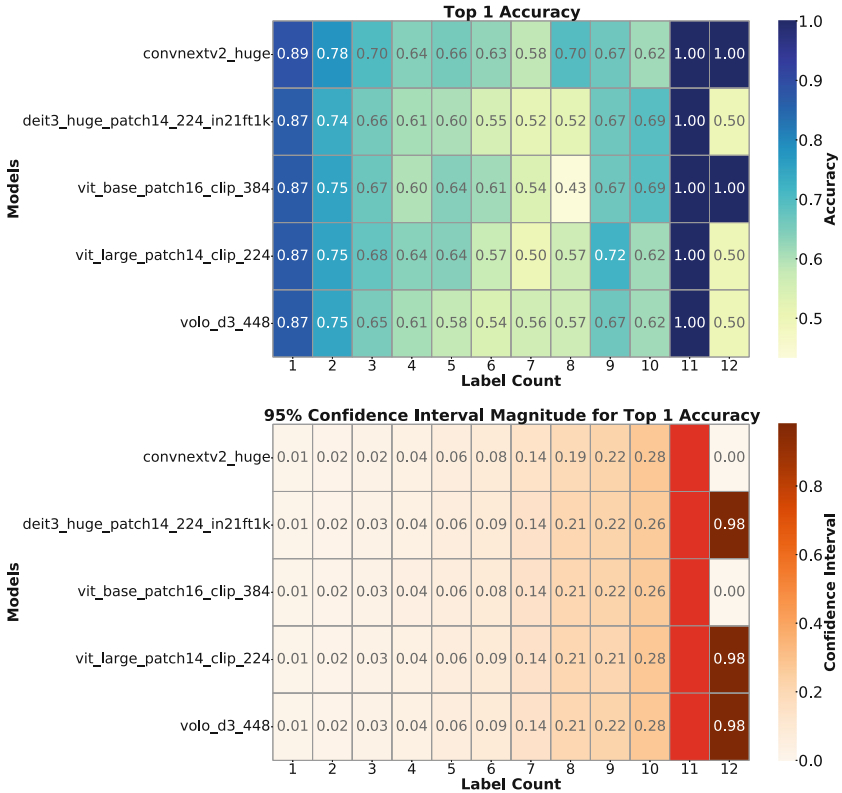 Top 1 Accuracy
Models
convnextv2_huge 0.89 0.78 0.70 0.64 0.66 0.63 0.58 0.70 0.67 0.62 1.00 1.00
deit3_huge_patch14_224_in21ft1k 0.87 0.74 0.66 0.61 0.60 0.55 0.52 0.52 0.67 0.69 1.00 0.50
vit_base_patch16_clip_384 0.87 0.75 0.67 0.60 0.64 0.61 0.54 0.43 0.67 0.69 1.00 1.00
vit_large_patch14_clip_224 0.87 0.75 0.68 0.64 0.64 0.57 0.50 0.57 0.72 0.62 1.00 0.50
volo_d3_448 0.87 0.75 0.65 0.61 0.58 0.54 0.56 0.57 0.67 0.62 1.00 0.50
1 2 3 4 5 6 7 8 9 10 11 12
Label Count
1.0
0.9
0.8
0.7
0.6
0.5
Accuracy
95% Confidence Interval Magnitude for Top 1 Accuracy
Models
convnextv2_huge 0.01 0.02 0.02 0.04 0.06 0.08 0.14 0.19 0.22 0.28 0.00
deit3_huge_patch14_224_in21ft1k 0.01 0.02 0.03 0.04 0.06 0.09 0.14 0.21 0.22 0.26 0.98
vit_base_patch16_clip_384 0.01 0.02 0.03 0.04 0.06 0.08 0.14 0.21 0.22 0.26 0.00
vit_large_patch14_clip_224 0.01 0.02 0.03 0.04 0.06 0.09 0.14 0.21 0.21 0.28 0.98
volo_d3_448 0.01 0.02 0.03 0.04 0.06 0.09 0.14 0.21 0.22 0.28 0.98
1 2 3 4 5 6 7 8 9 10 11 12
Label Count
0.8
0.6
0.4
0.2
0.0
Confidence Interval